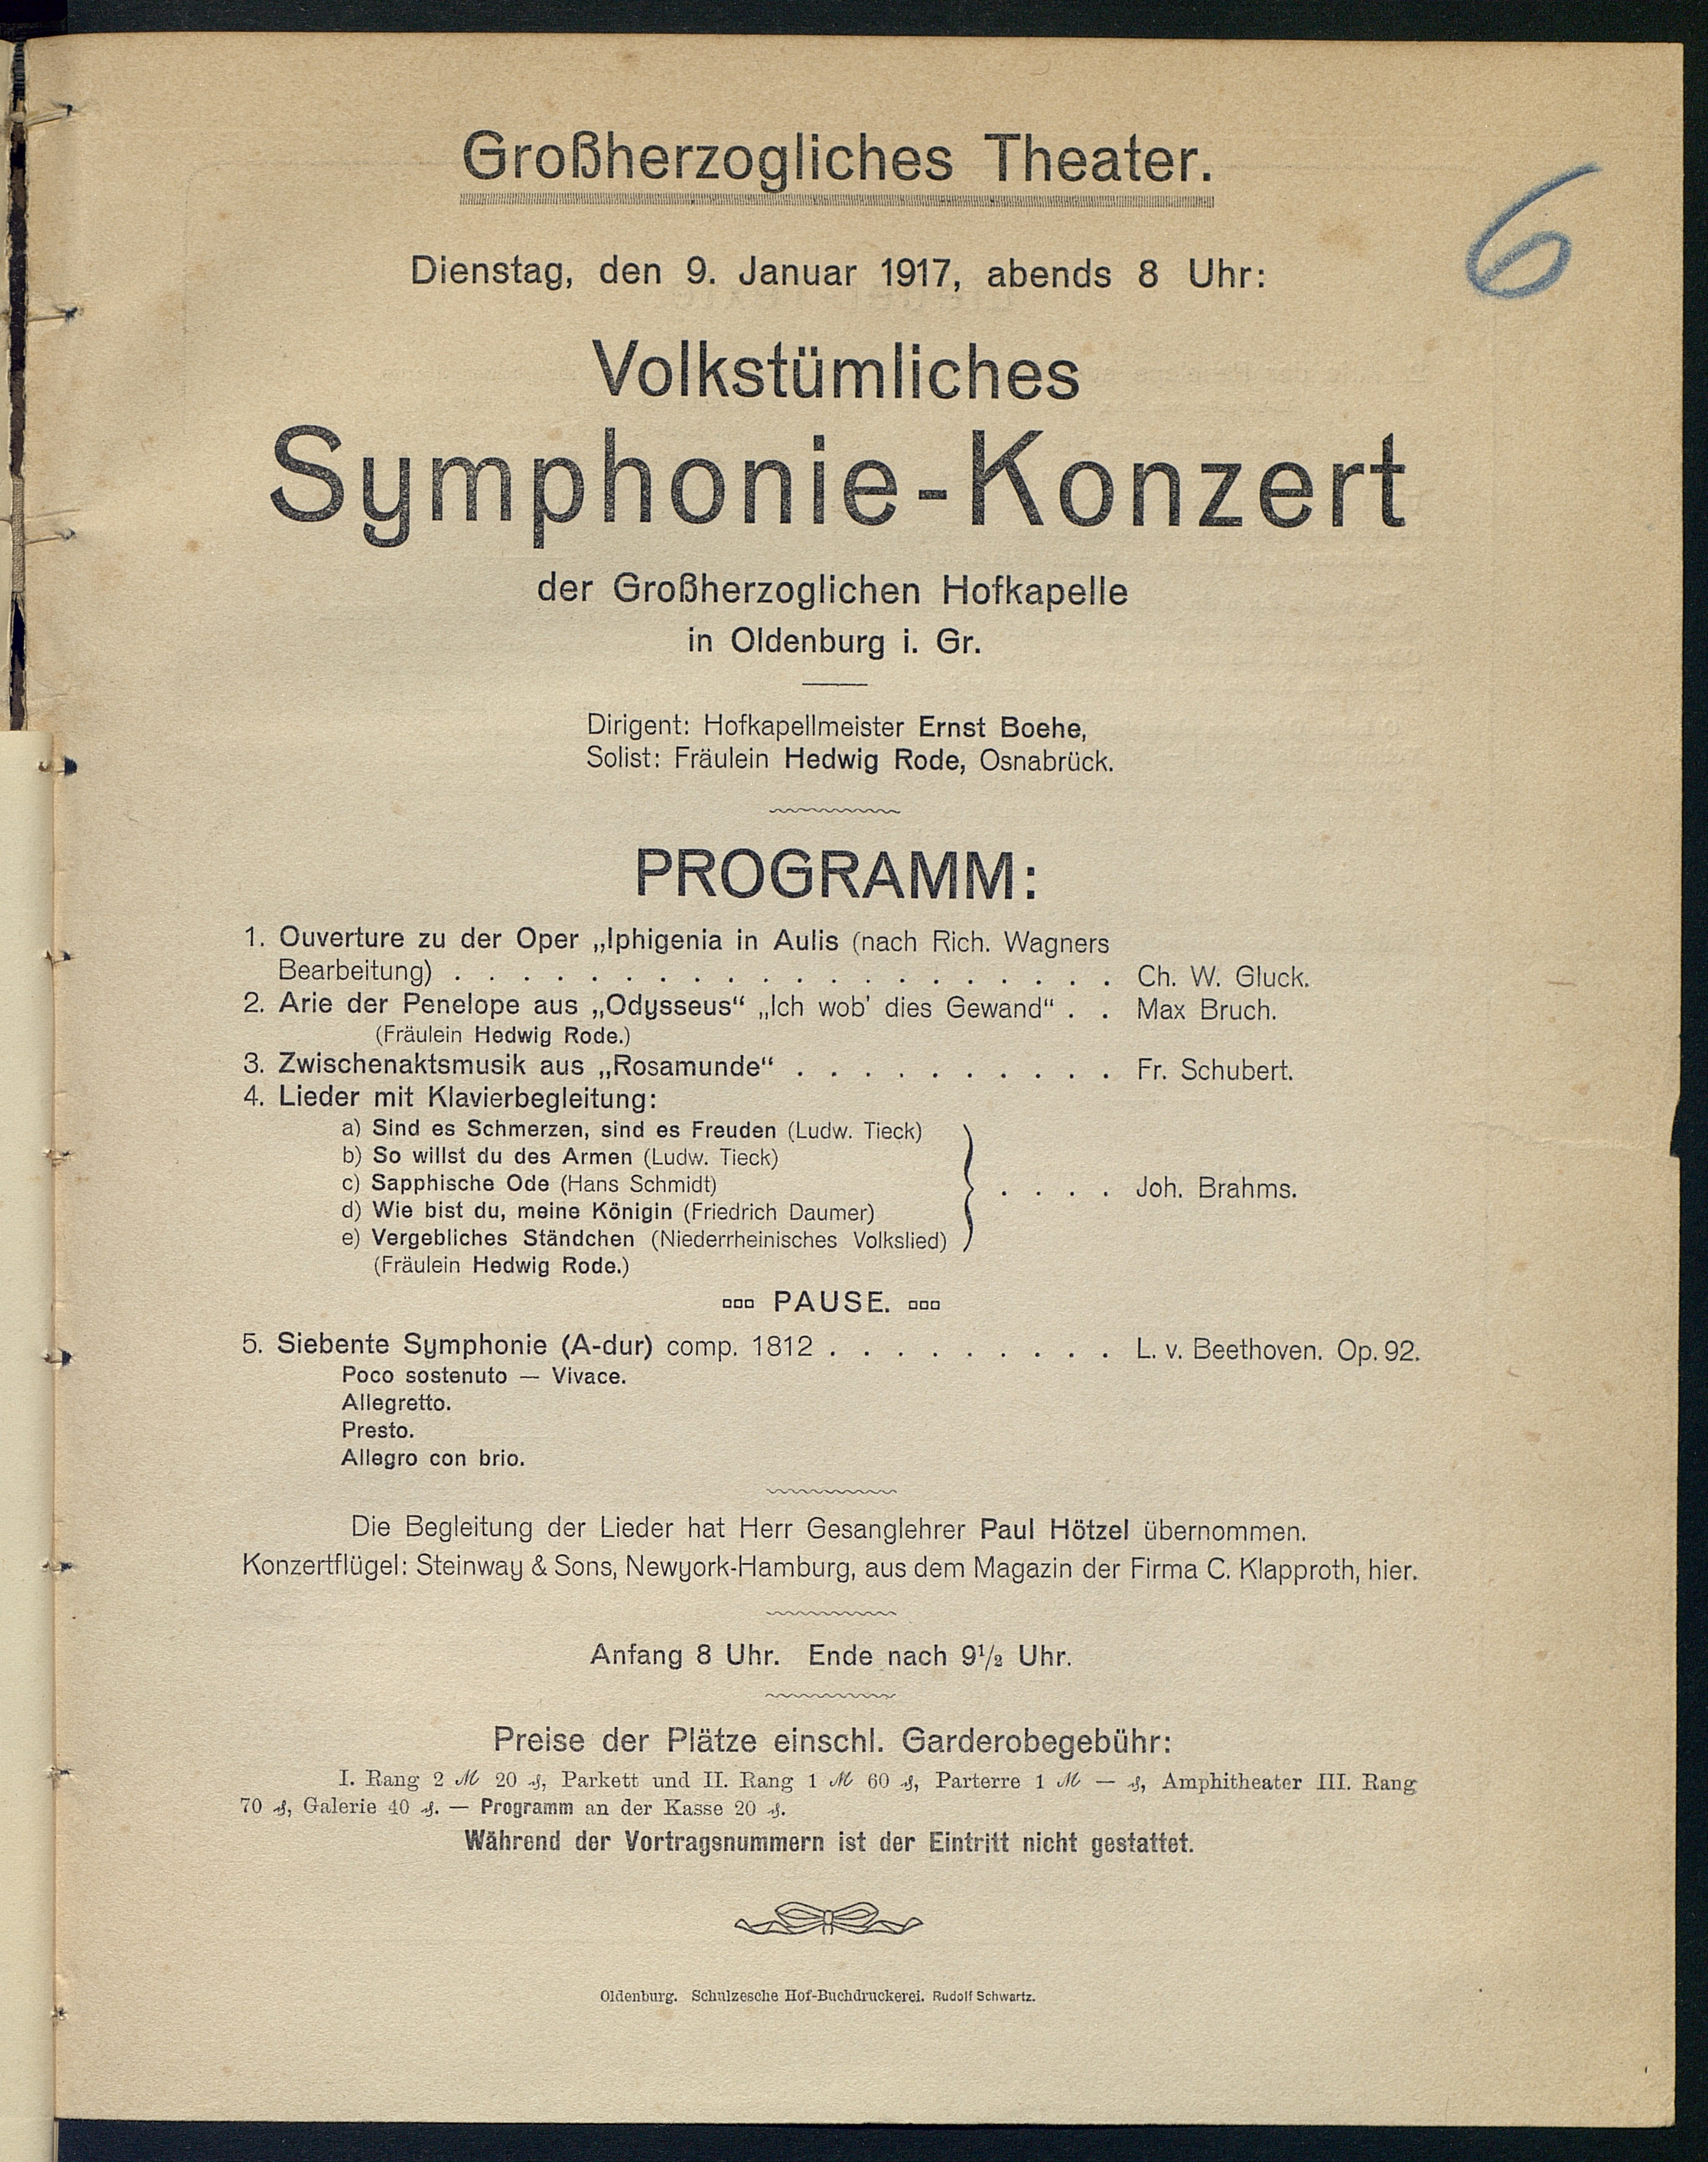 Großherzogliches Theater.
6
Dienstag, den 9. Januar 1917, abends 8 Uhr:
Volkstümliches
Symphonie-Konzert
der Großherzoglichen Hofkapelle
in Oldenburg i. Gr.
Dirigent: Hofkapellmeister Ernst Boehe,
Solist: Fräulein Hedwig Rode, Osnabrück.
PROGRAMM:
1. Ouverture zu der Oper „Iphigenia in Aulis (nach Rich. Wagners
Bearbeitung) . . . . . . . . . . . . . . . . . . . . Ch. W. Gluck.
2. Arie der Penelope aus „Odysseus“ „Ich wob' dies Gewand“ . . Max Bruch.
(Fräulein Hedwig Rode.)
3. Zwischenaktsmusik aus „Rosamunde“ . . . . . . . . . . Fr. Schubert.
4. Lieder mit Klavierbegleitung:
a) Sind es Schmerzen, sind es Freuden (Ludw. Tieck)
b) So willst du des Armen (Ludw. Tieck)
c) Sapphische Ode (Hans Schmidt) . . . . Joh. Brahms.
d) Wie bist du, meine Königin (Friedrich Daumer)
e) Vergebliches Ständchen (Niederrheinisches Volkslied)
(Fräulein Hedwig Rode.)
PAUSE.
5. Siebente Symphonie (A-dur) comp. 1812 . . . . . . . . . L. v. Beethoven. Op. 92.
Poco sostenuto — Vivace.
Allegretto.
Presto.
Allegro con brio.
Die Begleitung der Lieder hat Herr Gesanglehrer Paul Hötzel übernommen.
Konzertflügel: Steinway & Sons, Newyork-Hamburg, aus dem Magazin der Firma C. Klapproth, hier.
Anfang 8 Uhr. Ende nach 9½ Uhr.
Preise der Plätze einschl. Garderobegebühr:
I. Rang 2 ℳ 20 ₰, Parkett und II. Rang 1 ℳ 60 ₰, Parterre 1 ℳ — ₰, Amphitheater III. Rang
70 ₰, Galerie 40 ₰. — Programm an der Kasse 20 ₰.
Während der Vortragsnummern ist der Eintritt nicht gestattet.
Oldenburg. Schulzesche Hof-Buchdruckerei. Rudolf Schwartz.